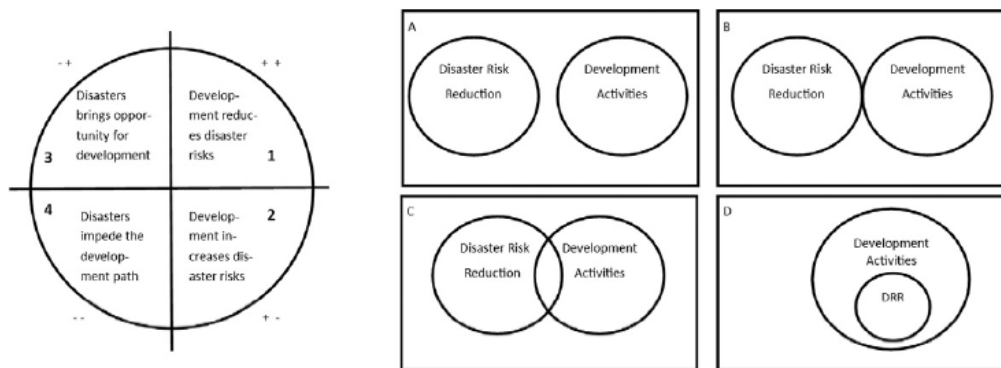 - +
+ +
Disasters
brings oppor-
tunity for
development
3
Develop-
ment reduc-
es disaster
risks
1
4
Disasters
impede the
develop-
ment path
2
Develop-
ment in-
creases dis-
aster risks
- -
+ -
A
Disaster Risk
Reduction
Development
Activities
B
Disaster Risk
Reduction
Development
Activities
C
Disaster Risk
Reduction
Development
Activities
D
Development
Activities
DRR